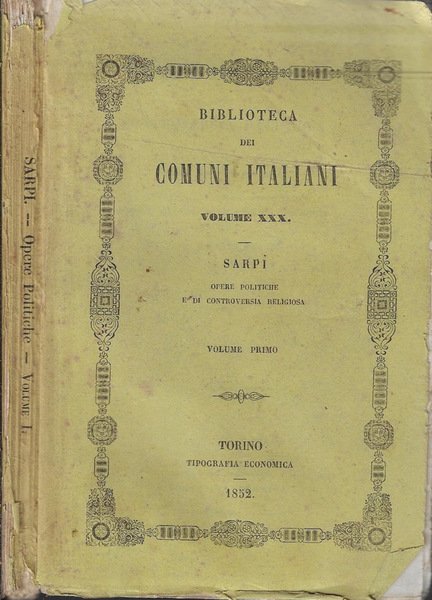 SARPI. — Opere Politiche — VOLUME I.
BIBLIOTECA
DEI
COMUNI ITALIANI
VOLUME XXX.
SARPI
OPERE POLITICHE
E DI CONTROVERSIA RELIGIOSA
VOLUME PRIMO
TORINO
TIPOGRAFIA ECONOMICA
1852.